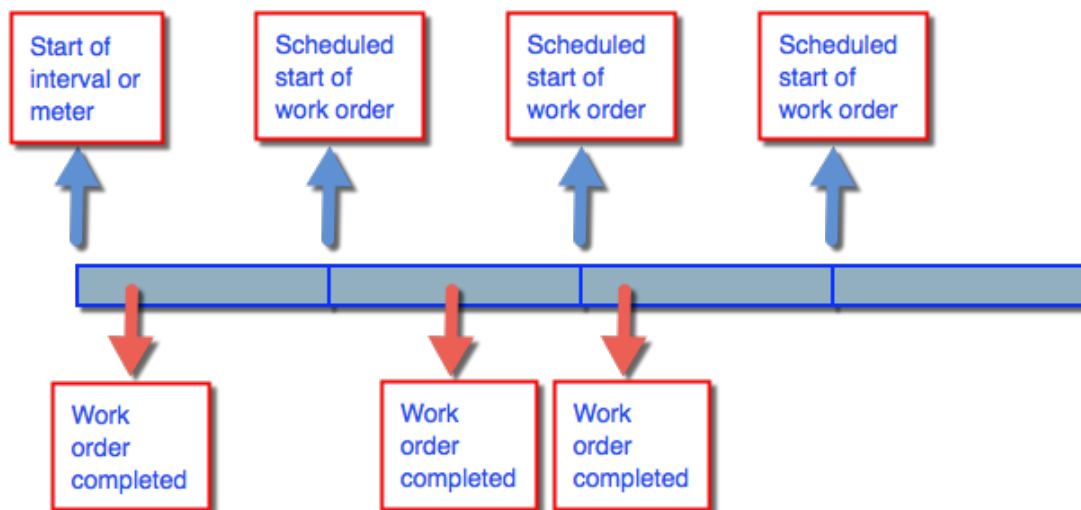 Start of
interval or
meter
Scheduled
start of
work order
Scheduled
start of
work order
Scheduled
start of
work order
Work
order
completed
Work
order
completed
Work
order
completed